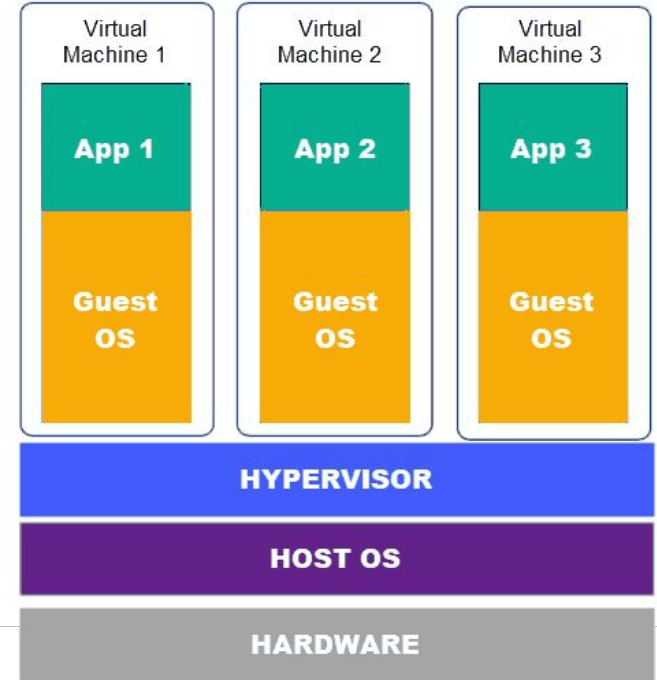 Virtual
Machine 1
Virtual
Machine 2
Virtual
Machine 3
App 1
App 2
App 3
Guest
OS
Guest
OS
Guest
OS
HYPERVISOR
HOST OS
HARDWARE